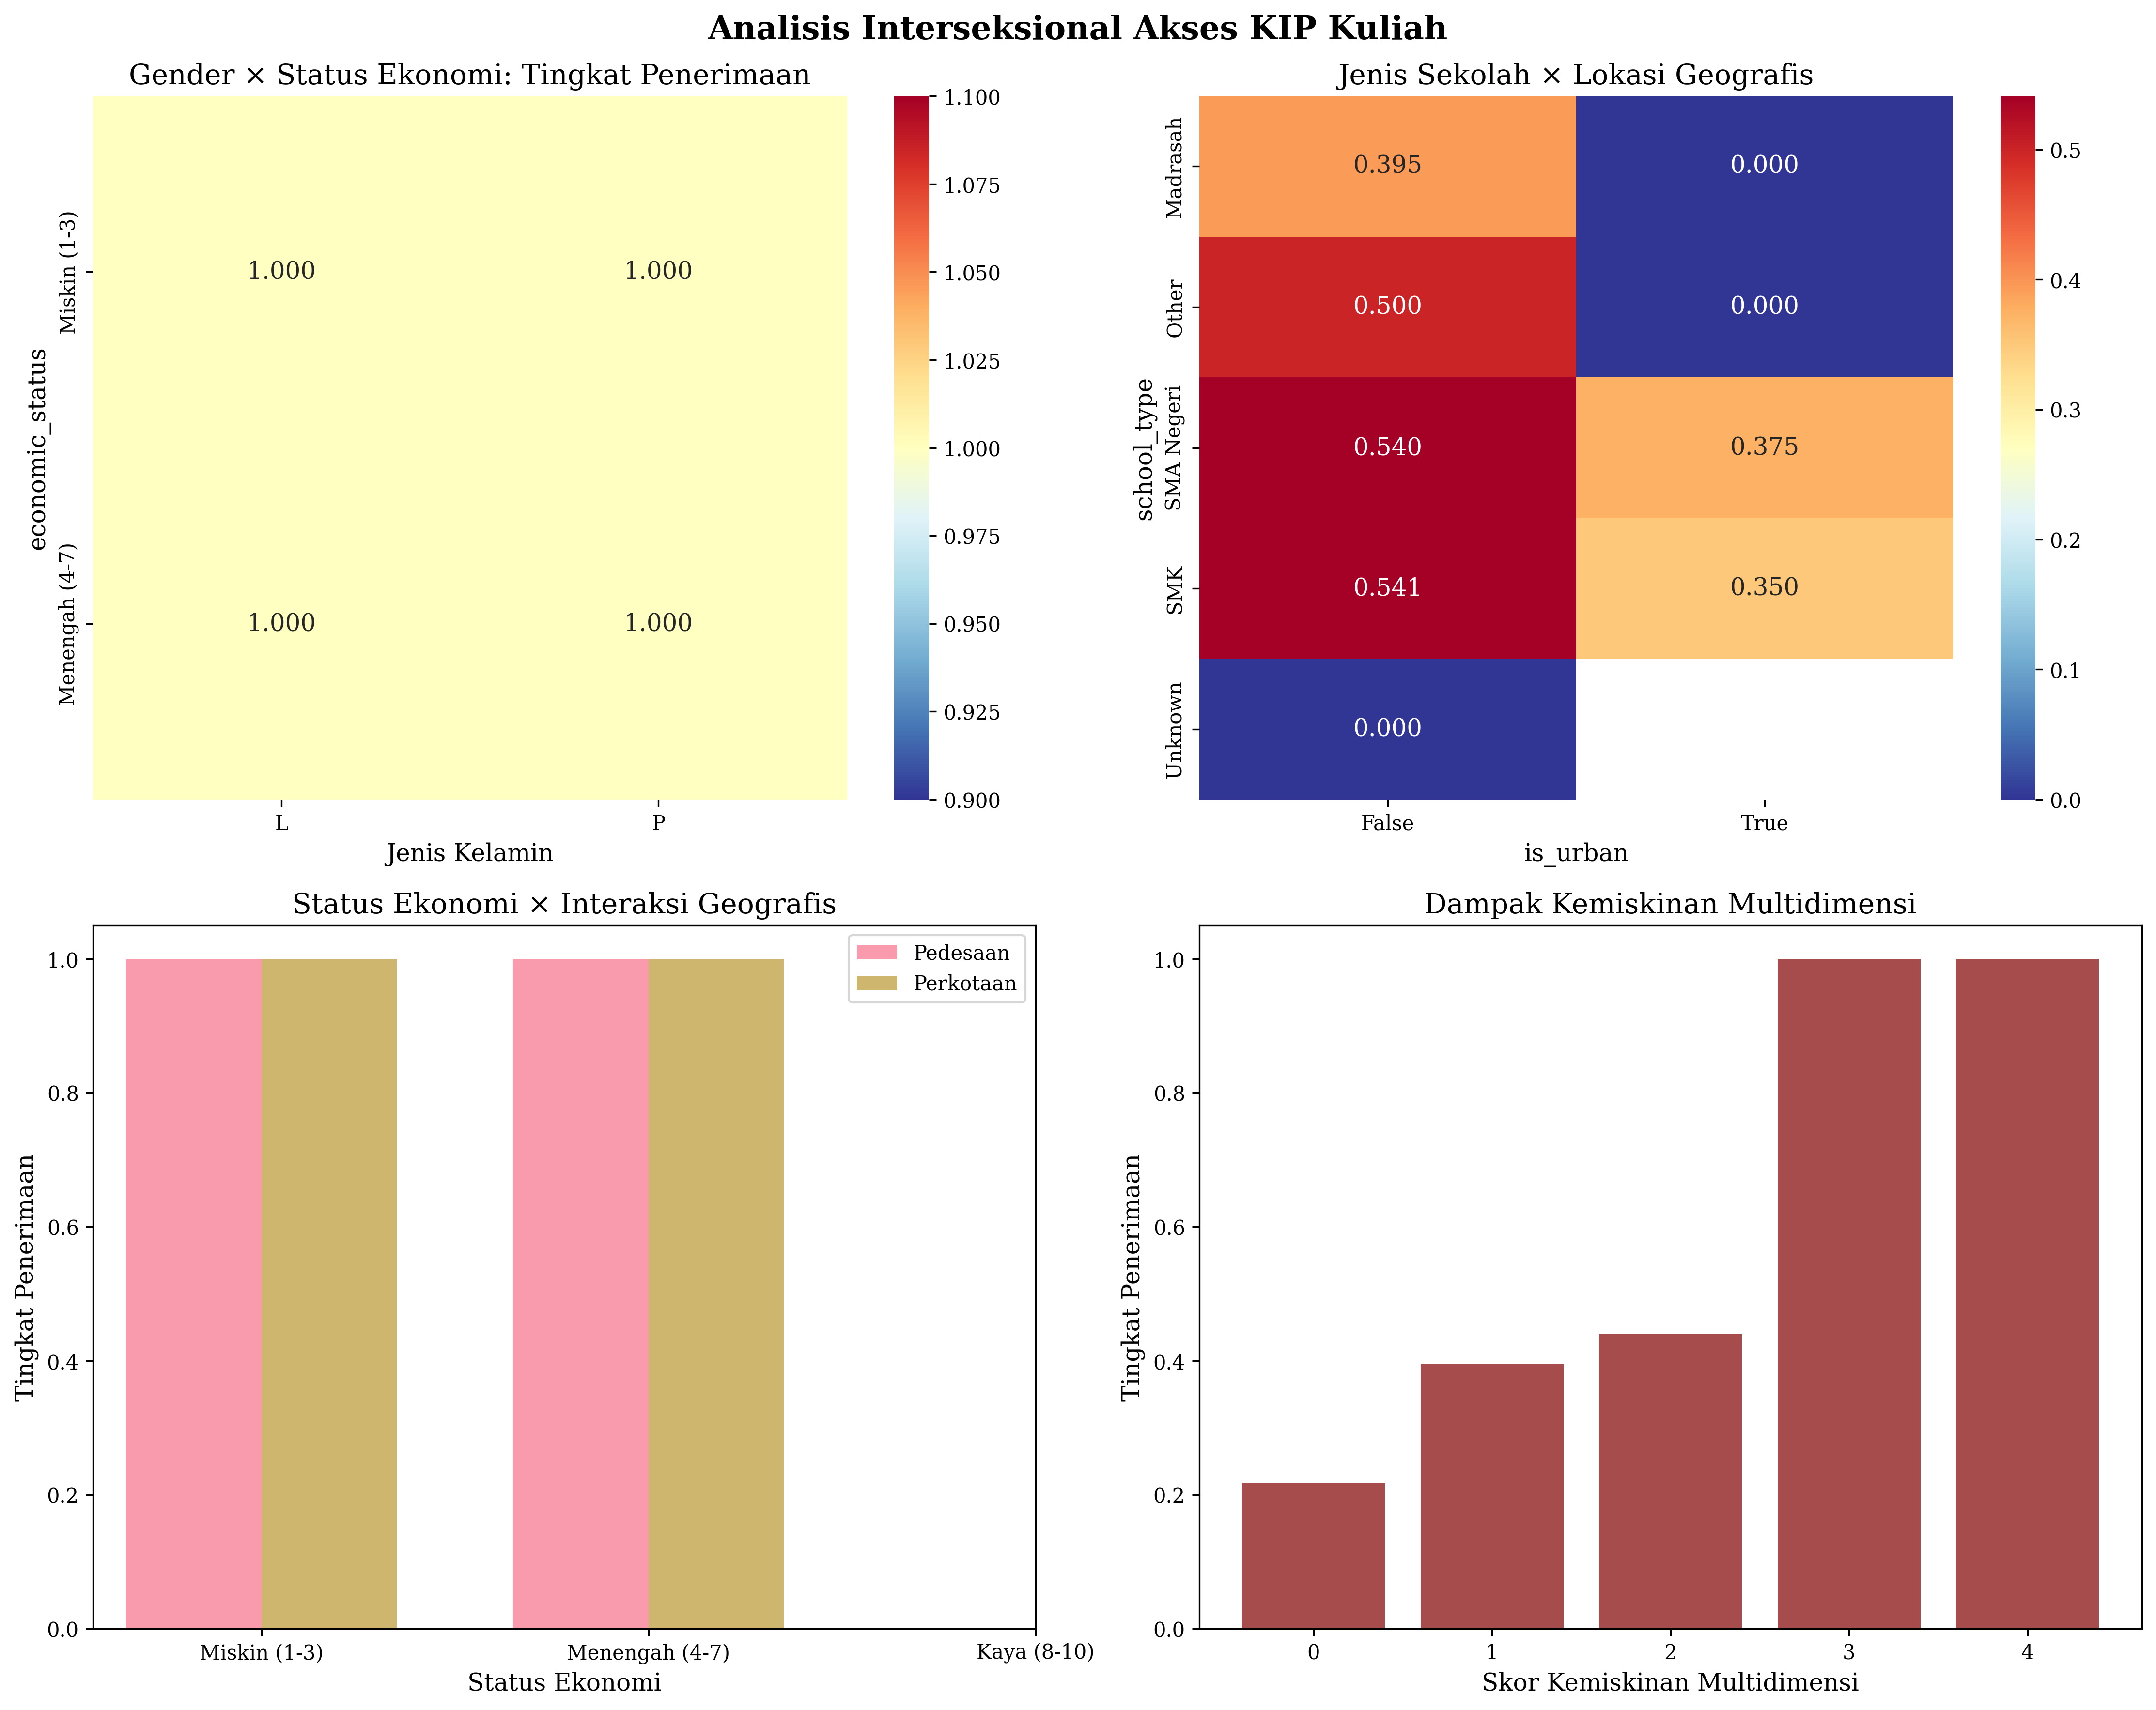 Analisis Interseksional Akses KIP Kuliah
Gender × Status Ekonomi: Tingkat Penerimaan
economic_status
Miskin (1-3)
Menengah (4-7)
1.000
1.000
1.000
1.000
L
P
Jenis Kelamin
1.100
1.075
1.050
1.025
1.000
0.975
0.950
0.925
0.900
Jenis Sekolah × Lokasi Geografis
school_type
Madrasah
Other
SMA Negeri
SMK
Unknown
0.395
0.000
0.500
0.000
0.540
0.375
0.541
0.350
0.000
False
True
is_urban
0.5
0.4
0.3
0.2
0.1
0.0
Status Ekonomi × Interaksi Geografis
Tingkat Penerimaan
1.0
0.8
0.6
0.4
0.2
0.0
Pedesaan
Perkotaan
Miskin (1-3)
Menengah (4-7)
Kaya (8-10)
Status Ekonomi
Dampak Kemiskinan Multidimensi
Tingkat Penerimaan
1.0
0.8
0.6
0.4
0.2
0.0
0
1
2
3
4
Skor Kemiskinan Multidimensi